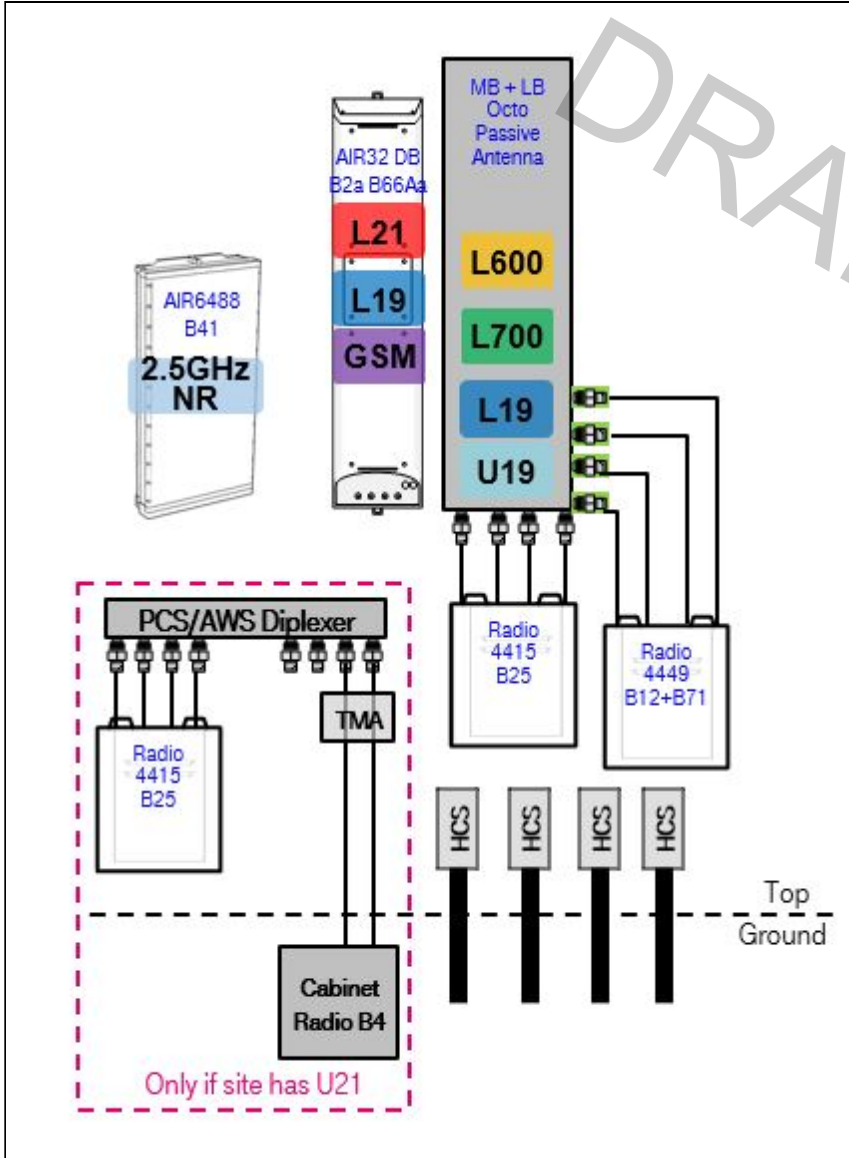 MB + LB
Octo
Passive
Antenna
AIR32 DB
B2a B66Aa
L21
L19
GSM
L600
L700
L19
U19
AIR6488
B41
2.5GHz
NR
PCS/AWS Diplexer
TMA
Radio
4415
B25
Radio
4415
B25
Radio
4449
B12+B71
HCS
HCS
HCS
HCS
Top
Ground
Cabinet
Radio B4
Only if site has U21